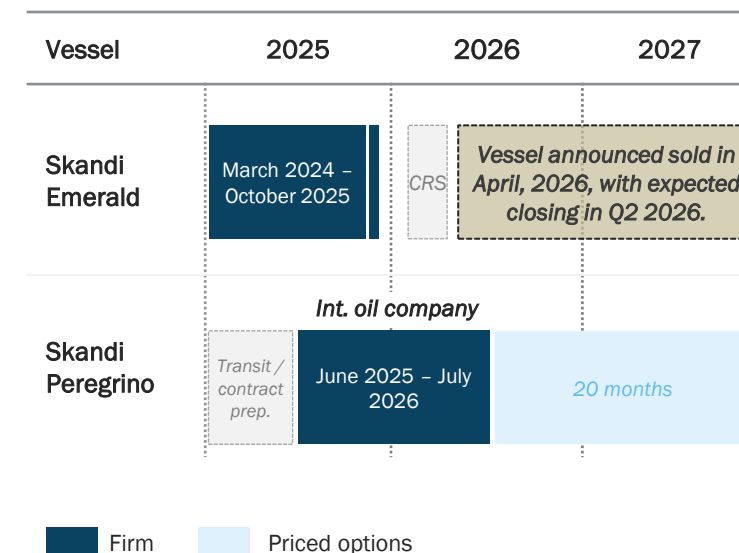 Vessel 2025 2026 2027
Skandi
Emerald
March 2024 –
October 2025
CRS
Vessel announced sold in
April, 2026, with expected
closing in Q2 2026.
Int. oil company
Skandi
Peregrino
Transit /
contract
prep.
June 2025 – July
2026
20 months
Firm Priced options